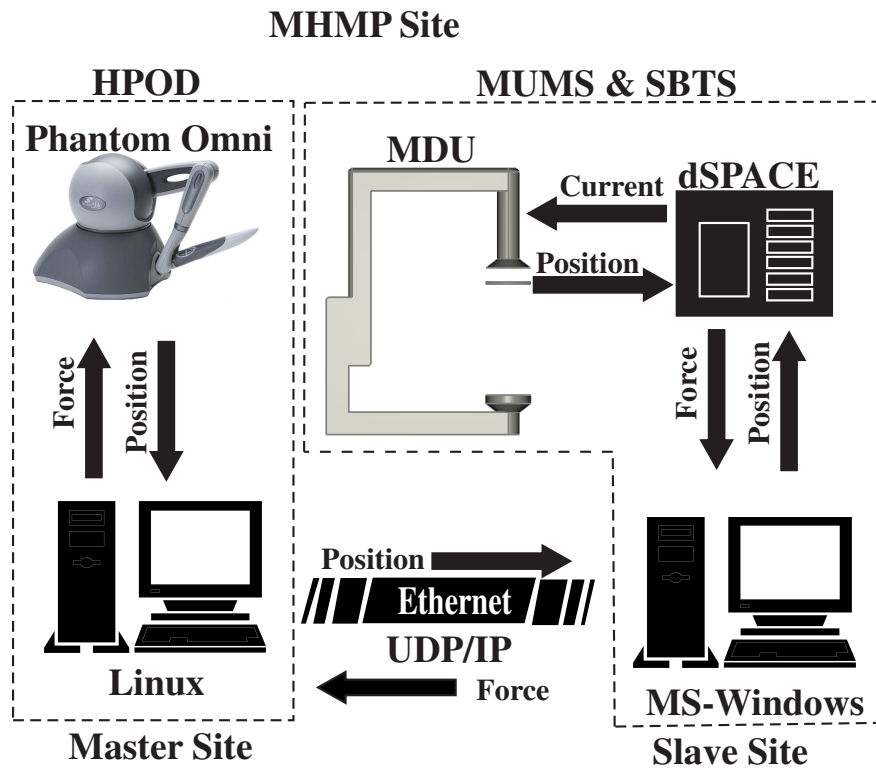 MHMP Site
HPOD
MUMS & SBTS
Phantom Omni
MDU
Current
dSPACE
Position
Force
Position
Force
Position
Position
Ethernet
UDP/IP
Force
Linux
MS-Windows
Master Site
Slave Site